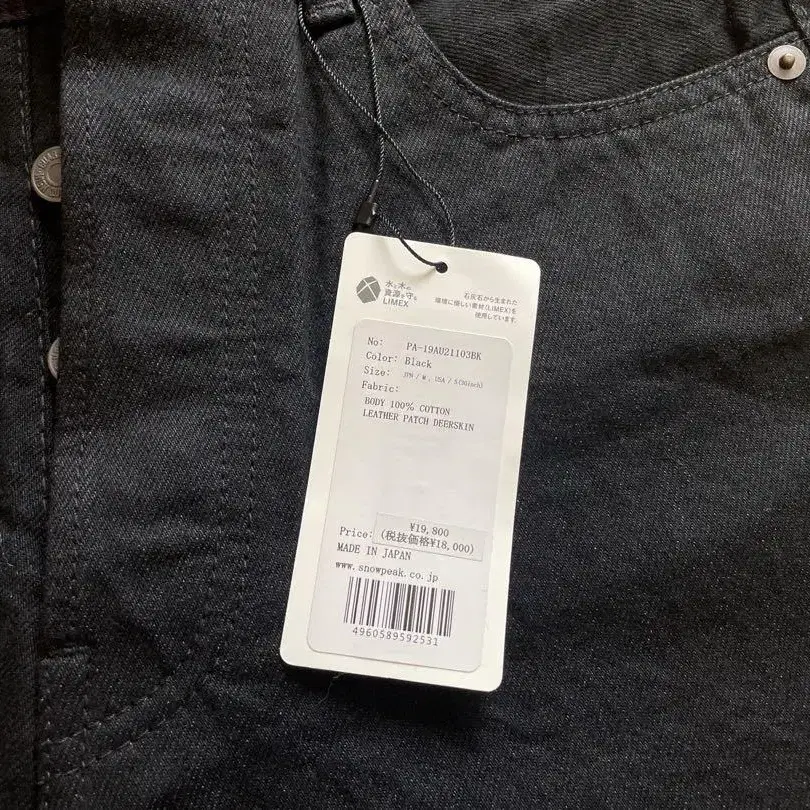 水と木の
資源を守る
LIMEX
石灰石から生まれた
環境に優しい素材(LIMEX)を
使用しています。
No: PA-19AU21103BK
Color: Black
Size: JPN / M , USA / S(30inch)
Fabric:
BODY 100% COTTON
LEATHER PATCH DEERSKIN
¥19,800
Price: (税抜価格¥18,000)
MADE IN JAPAN
www.snowpeak.co.jp
4960589592531